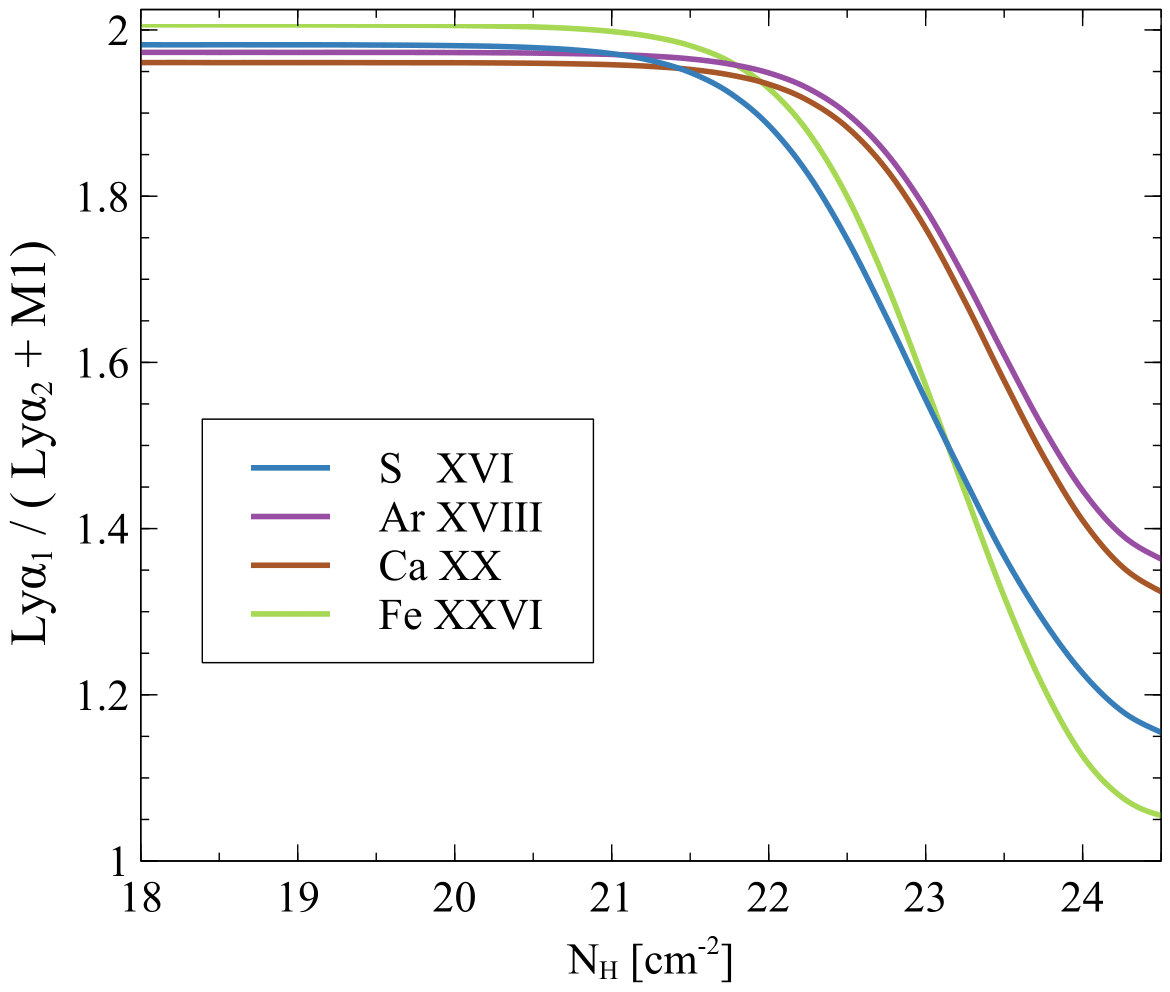 2
1.8
1.6
1.4
1.2
1
18 19 20 21 22 23 24
Lyα₁ / ( Lyα₂ + M1)
N_H [cm⁻²]
S XVI
Ar XVIII
Ca XX
Fe XXVI